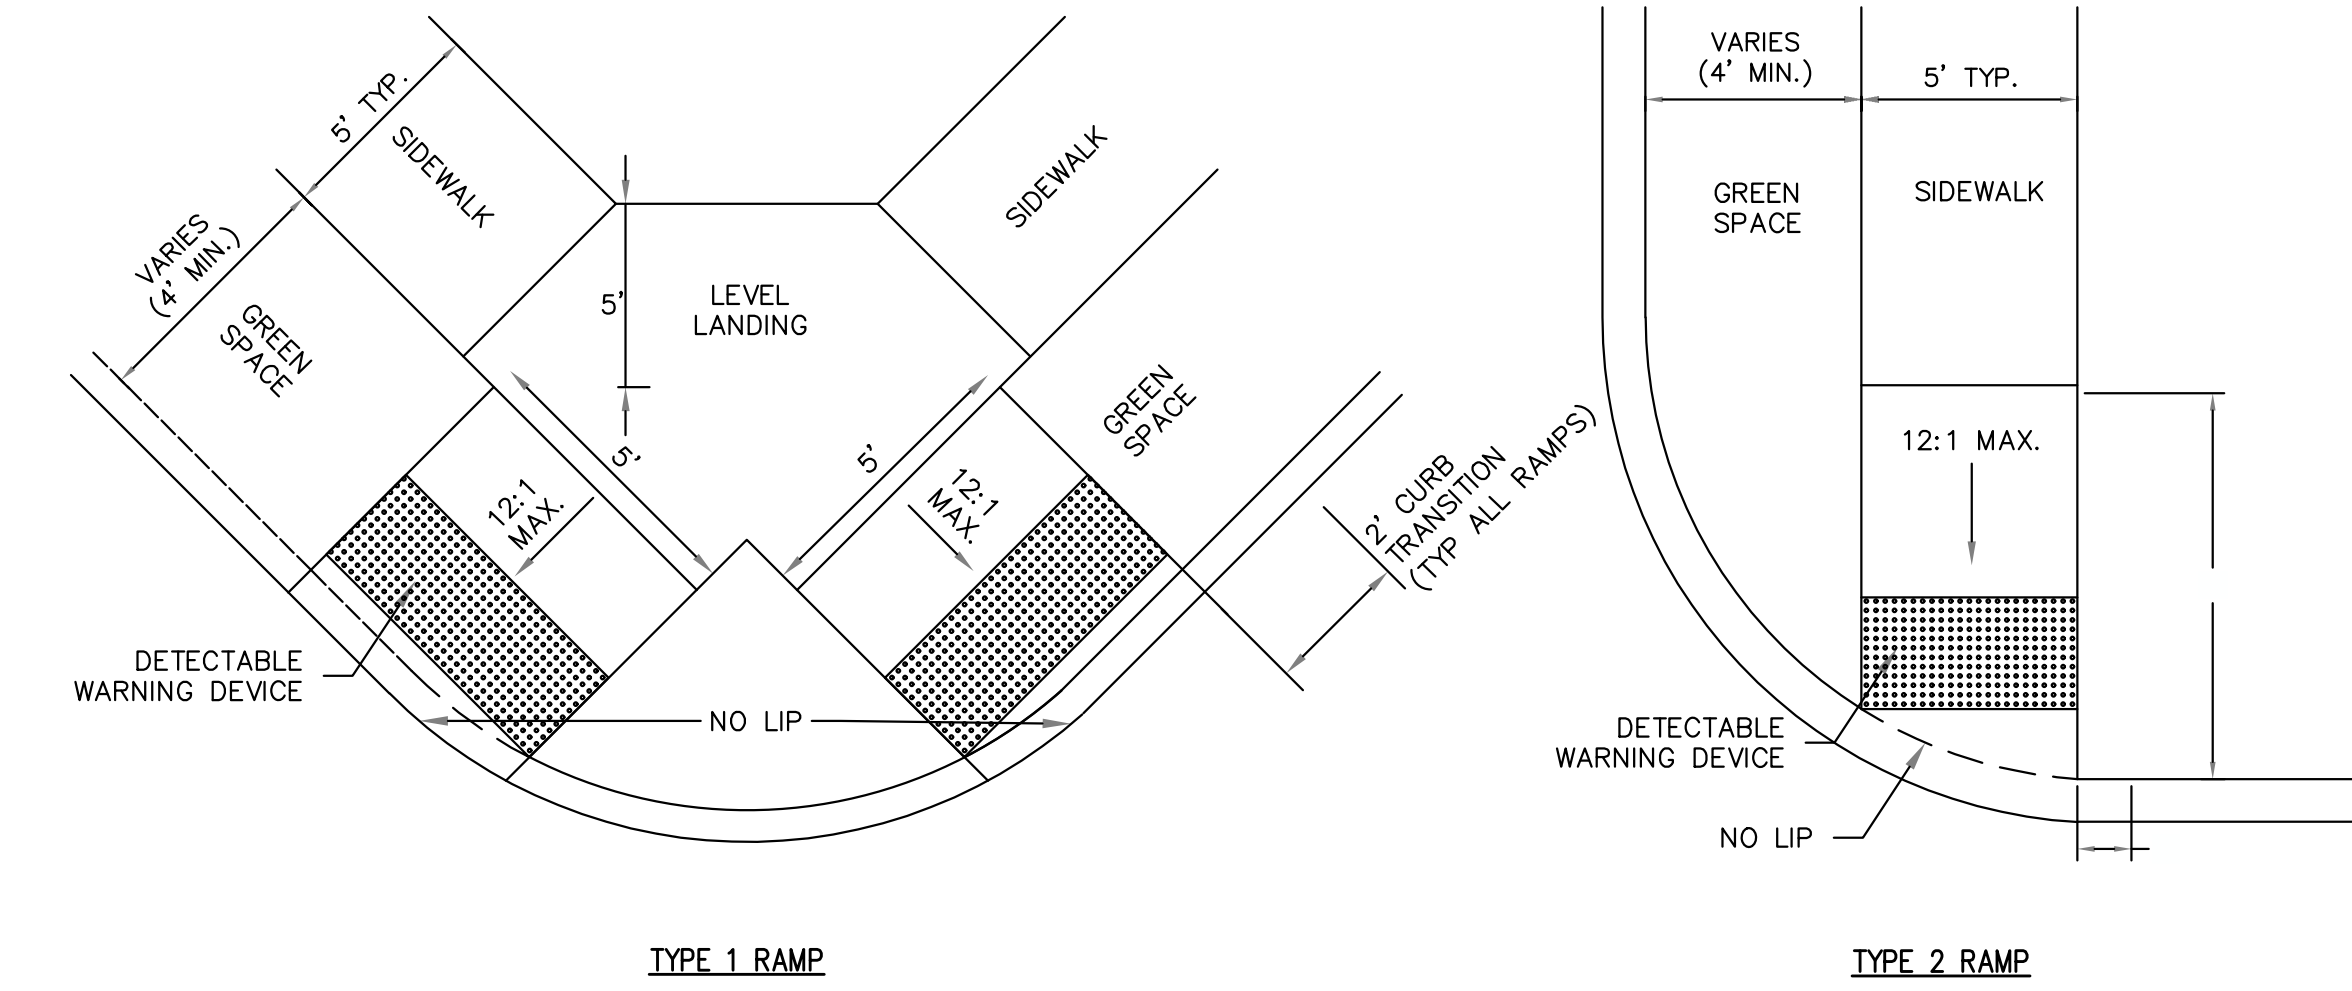 5' TYP.
SIDEWALK
VARIES
(4' MIN.)
GREEN
SPACE
5'
LEVEL
LANDING
SIDEWALK
GREEN
SPACE
5'
5'
12:1
MAX.
12:1
MAX.
2' CURB
TRANSITION
(TYP ALL RAMPS)
DETECTABLE
WARNING DEVICE
NO LIP
TYPE 1 RAMP
VARIES
(4' MIN.)
5' TYP.
GREEN
SPACE
SIDEWALK
12:1 MAX.
DETECTABLE
WARNING DEVICE
NO LIP
TYPE 2 RAMP